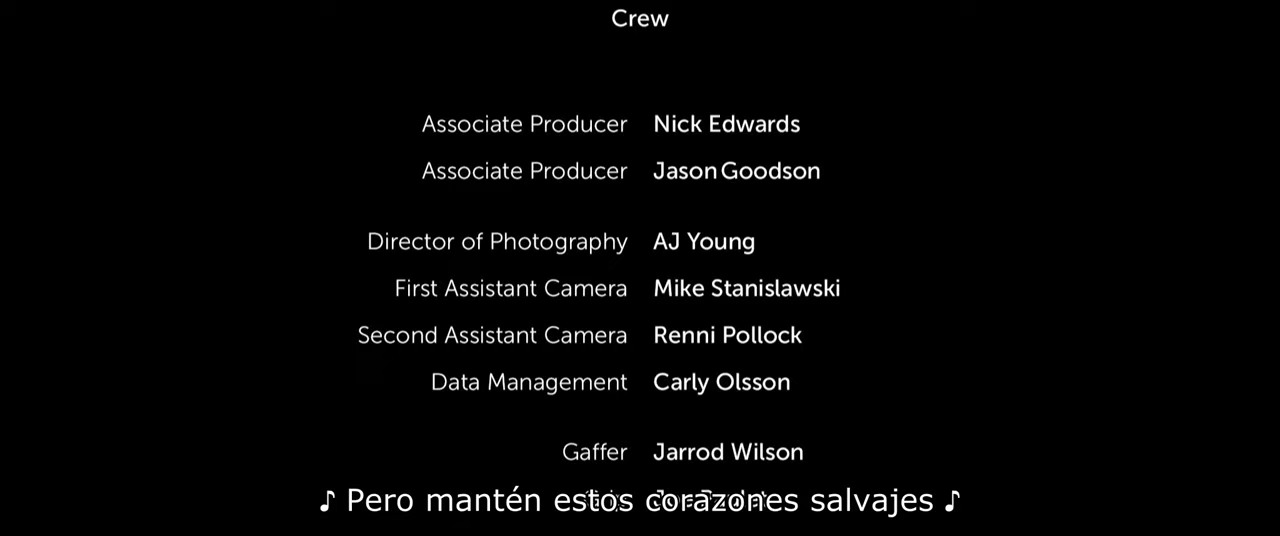 Crew
Associate Producer Nick Edwards
Associate Producer Jason Goodson
Director of Photography AJ Young
First Assistant Camera Mike Stanislawski
Second Assistant Camera Renni Pollock
Data Management Carly Olsson
Gaffer Jarrod Wilson
♪ Pero mantén estos corazones salvajes ♪